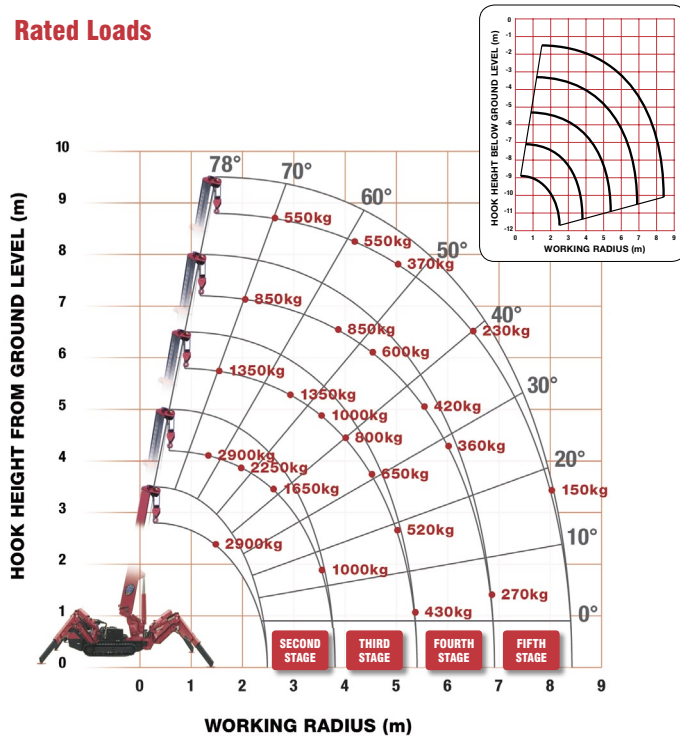 Rated Loads
HOOK HEIGHT BELOW GROUND LEVEL (m)
0
-1
-2
-3
-4
-5
-6
-7
-8
-9
-10
-11
-12
0 1 2 3 4 5 6 7 8 9
WORKING RADIUS (m)
HOOK HEIGHT FROM GROUND LEVEL (m)
10
9
8
7
6
5
4
3
2
1
0
78°
70°
60°
50°
40°
30°
20°
10°
0°
550kg
550kg
370kg
230kg
150kg
850kg
850kg
600kg
420kg
360kg
270kg
1350kg
1350kg
1000kg
800kg
650kg
520kg
430kg
2900kg
2250kg
1650kg
1000kg
2900kg
SECOND
STAGE
THIRD
STAGE
FOURTH
STAGE
FIFTH
STAGE
0 1 2 3 4 5 6 7 8 9
WORKING RADIUS (m)